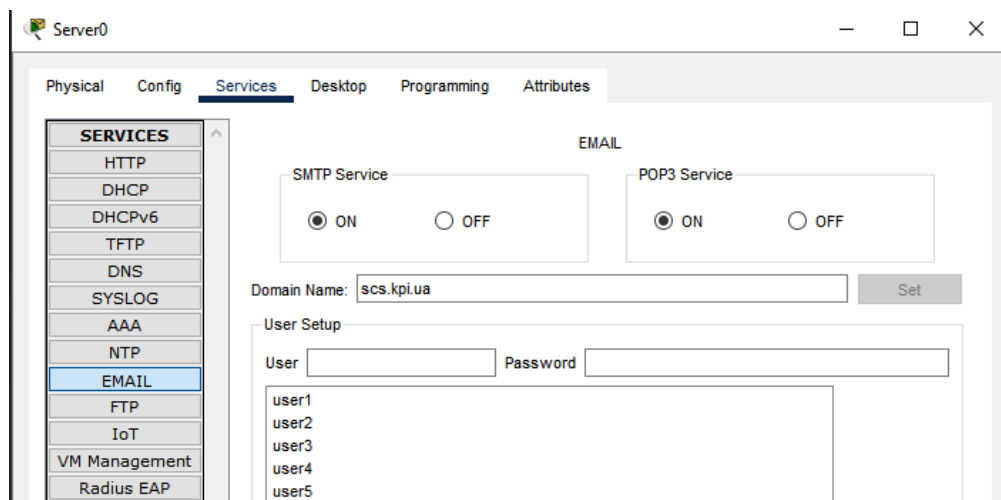 Server0
Physical Config Services Desktop Programming Attributes
SERVICES
HTTP
DHCP
DHCPv6
TFTP
DNS
SYSLOG
AAA
NTP
EMAIL
FTP
IoT
VM Management
Radius EAP
EMAIL
SMTP Service
ON OFF
POP3 Service
ON OFF
Domain Name: scs.kpi.ua Set
User Setup
User Password
user1
user2
user3
user4
user5